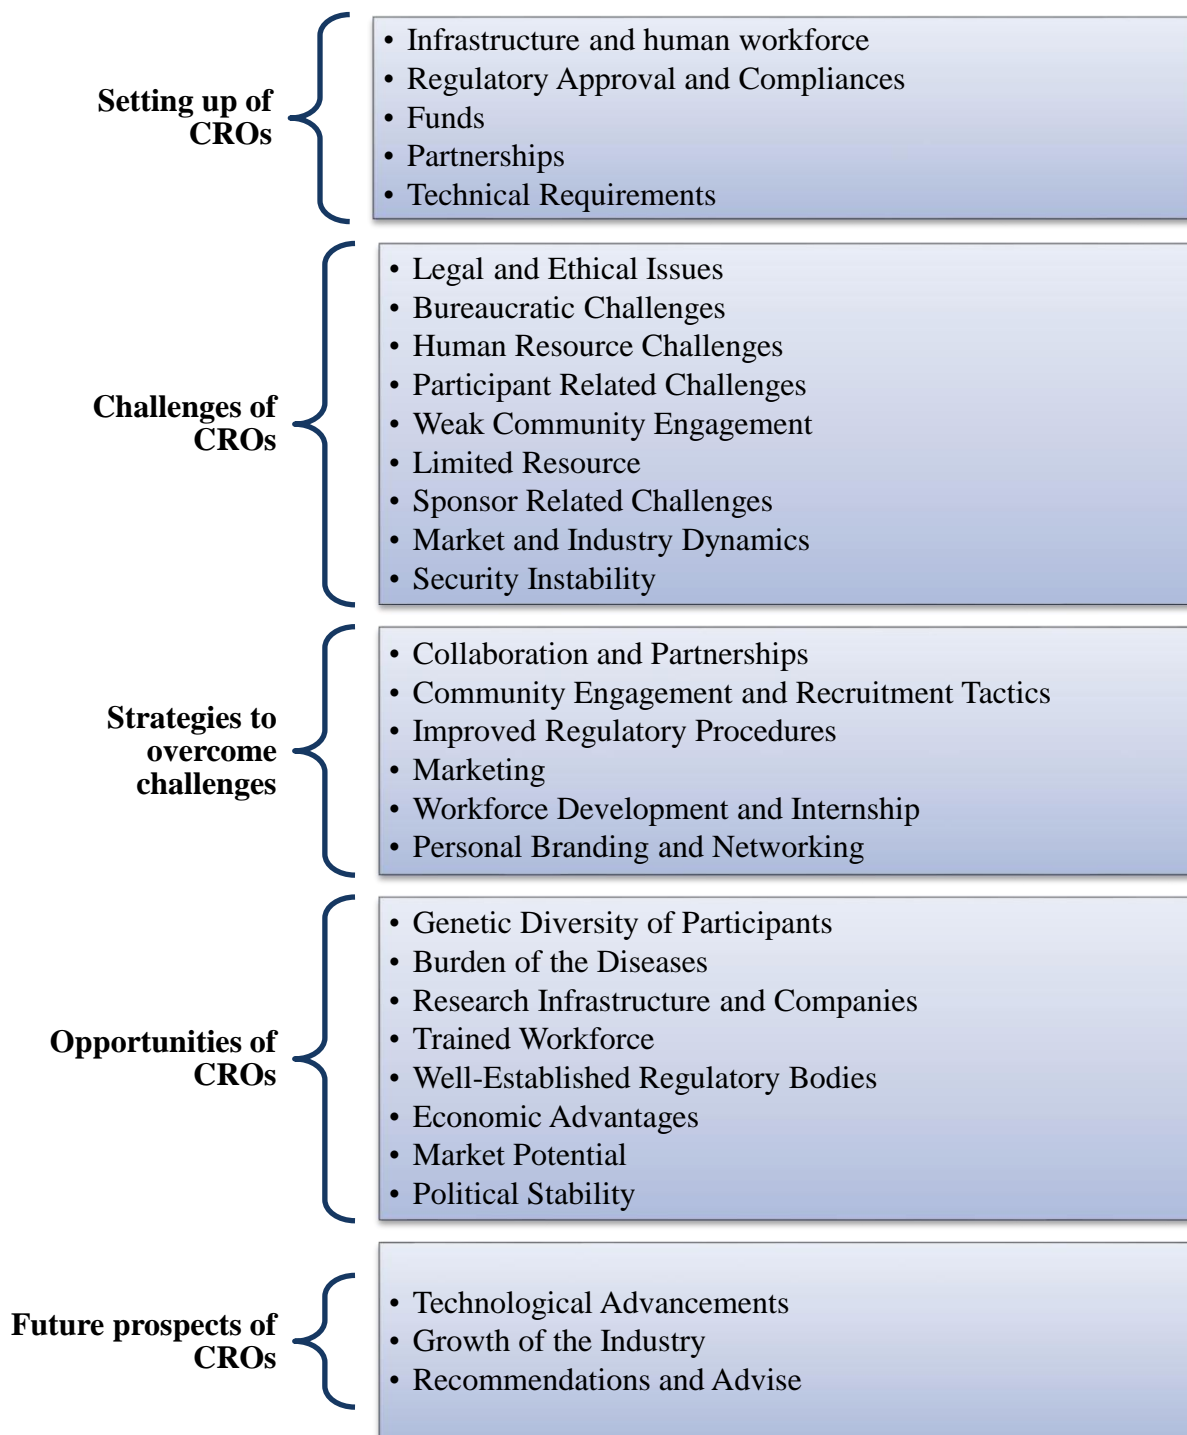 Setting up of
CROs
• Infrastructure and human workforce
• Regulatory Approval and Compliances
• Funds
• Partnerships
• Technical Requirements
Challenges of
CROs
• Legal and Ethical Issues
• Bureaucratic Challenges
• Human Resource Challenges
• Participant Related Challenges
• Weak Community Engagement
• Limited Resource
• Sponsor Related Challenges
• Market and Industry Dynamics
• Security Instability
Strategies to
overcome
challenges
• Collaboration and Partnerships
• Community Engagement and Recruitment Tactics
• Improved Regulatory Procedures
• Marketing
• Workforce Development and Internship
• Personal Branding and Networking
Opportunities of
CROs
• Genetic Diversity of Participants
• Burden of the Diseases
• Research Infrastructure and Companies
• Trained Workforce
• Well-Established Regulatory Bodies
• Economic Advantages
• Market Potential
• Political Stability
Future prospects of
CROs
• Technological Advancements
• Growth of the Industry
• Recommendations and Advise